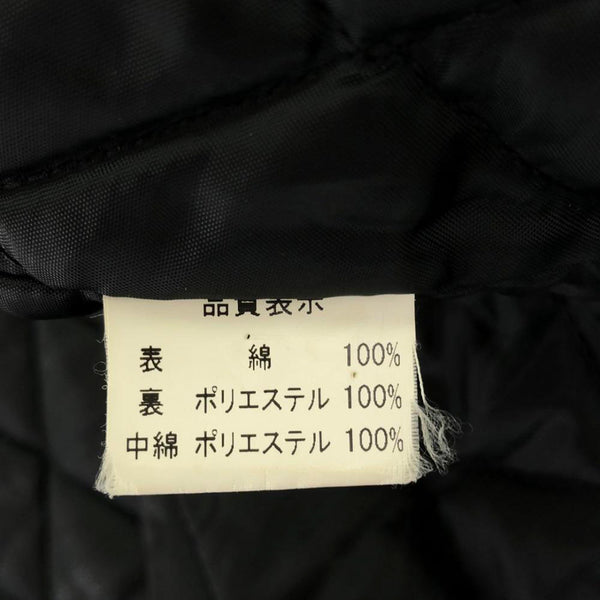 品質表示
表 綿 100%
裏 ポリエステル 100%
中綿 ポリエステル 100%